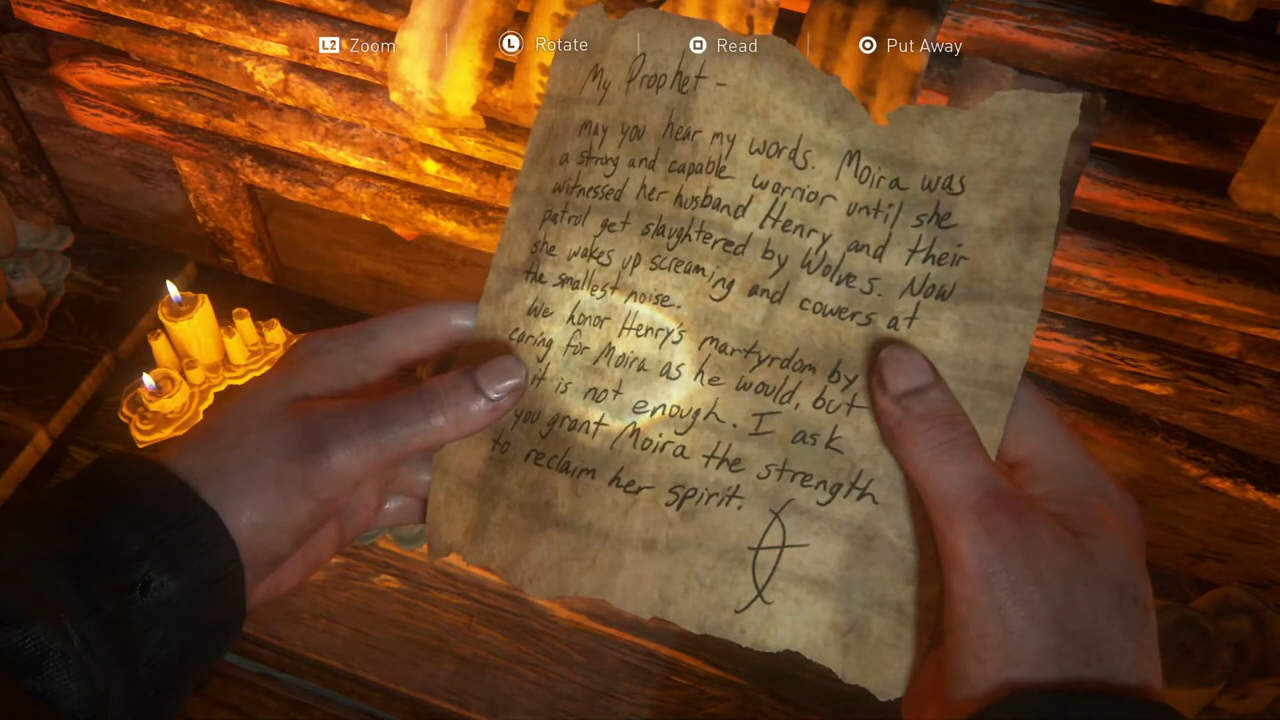 L2 Zoom
L Rotate
Read
Put Away
My Prophet -
may you hear my words. Moira was
a strong and capable warrior until she
witnessed her husband Henry and their
patrol get slaughtered by Wolves. Now
she wakes up screaming and cowers at
the smallest noise.
We honor Henry's martyrdom by
caring for Moira as he would, but
it is not enough. I ask
you grant Moira the strength
to reclaim her spirit.